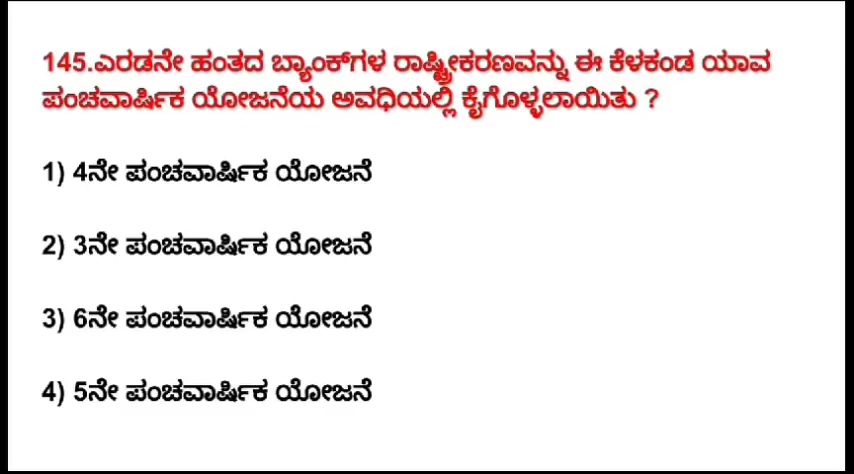 145.ಎರಡನೇ ಹಂತದ ಬ್ಯಾಂಕ್‌ಗಳ ರಾಷ್ಟ್ರೀಕರಣವನ್ನು ಈ ಕೆಳಕಂಡ ಯಾವ
ಪಂಚವಾರ್ಷಿಕ ಯೋಜನೆಯ ಅವಧಿಯಲ್ಲಿ ಕೈಗೊಳ್ಳಲಾಯಿತು ?
1) 4ನೇ ಪಂಚವಾರ್ಷಿಕ ಯೋಜನೆ
2) 3ನೇ ಪಂಚವಾರ್ಷಿಕ ಯೋಜನೆ
3) 6ನೇ ಪಂಚವಾರ್ಷಿಕ ಯೋಜನೆ
4) 5ನೇ ಪಂಚವಾರ್ಷಿಕ ಯೋಜನೆ